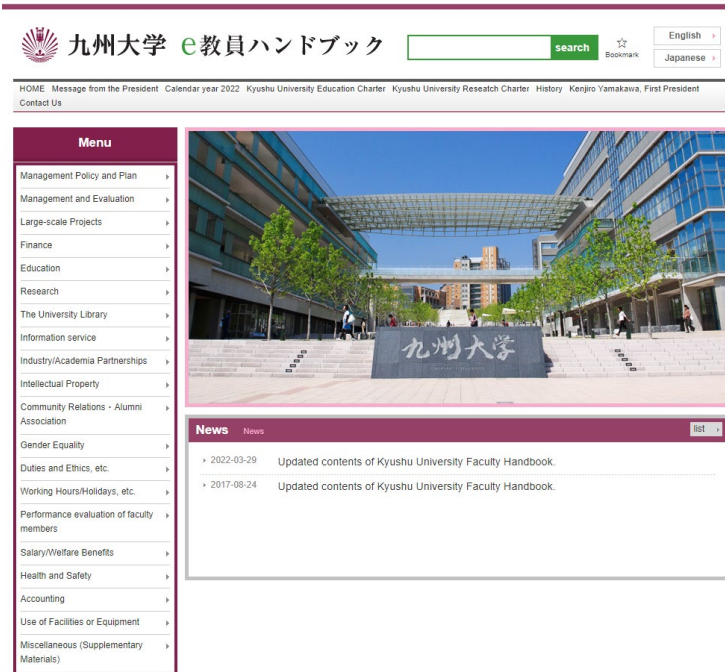 九州大学 e教員ハンドブック
search
Bookmark
English
Japanese
HOME Message from the President Calendar year 2022 Kyushu University Education Charter Kyushu University Reseatch Charter History Kenjiro Yamakawa, First President
Contact Us
Menu
Management Policy and Plan
Management and Evaluation
Large-scale Projects
Finance
Education
Research
The University Library
Information service
Industry/Academia Partnerships
Intellectual Property
Community Relations・Alumni
Association
Gender Equality
Duties and Ethics, etc.
Working Hours/Holidays, etc.
Performance evaluation of faculty
members
Salary/Welfare Benefits
Health and Safety
Accounting
Use of Facilities or Equipment
Miscellaneous (Supplementary
Materials)
九州大学
News News
list
2022-03-29 Updated contents of Kyushu University Faculty Handbook.
2017-08-24 Updated contents of Kyushu University Faculty Handbook.